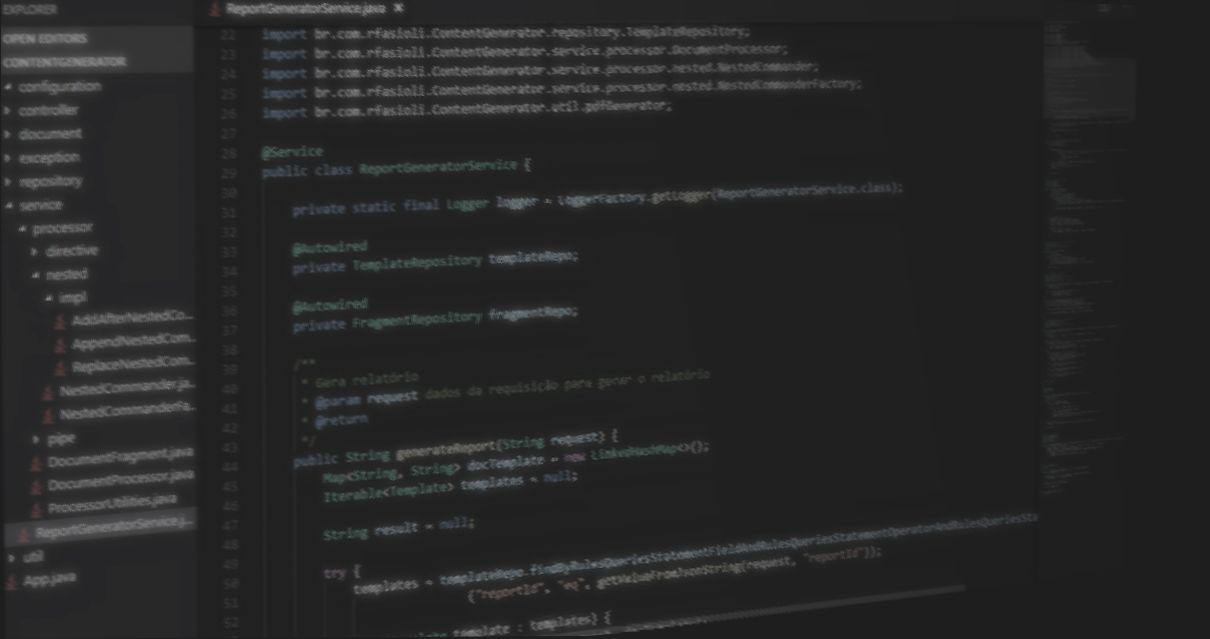 EXPLORER
OPEN EDITORS
CONTENTGENERATOR
configuration
controller
document
exception
repository
service
processor
directive
nested
impl
AddAfterNestedCo...
AppendNestedCom...
ReplaceNestedCom...
NestedCommander.ja...
NestedCommanderFa...
pipe
DocumentFragment.java
DocumentProcessor.java
ProcessorUtilities.java
ReportGeneratorService.j...
util
App.java
ReportGeneratorService.java ×
22 import br.com.rfasioli.ContentGenerator.repository.TemplateRepository;
23 import br.com.rfasioli.ContentGenerator.service.processor.DocumentProcessor;
24 import br.com.rfasioli.ContentGenerator.service.processor.nested.NestedCommander;
25 import br.com.rfasioli.ContentGenerator.service.processor.nested.NestedCommanderFactory;
26 import br.com.rfasioli.ContentGenerator.util.pdfGenerator;
27
28 @Service
29 public class ReportGeneratorService {
30
31 private static final Logger logger = LoggerFactory.getLogger(ReportGeneratorService.class);
32
33 @Autowired
34 private TemplateRepository templateRepo;
35
36 @Autowired
37 private FragmentRepository fragmentRepo;
38
39 /**
40 * Gera relatório
41 * @param request dados da requisição para gerar o relatório
42 * @return
43 */
44 public String generateReport(String request) {
45 Map<String, String> docTemplate = new LinkedHashMap<>();
46 Iterable<Template> templates = null;
47
48 String result = null;
49
50 try {
51 templates = templateRepo.findByRulesQueriesStatementFieldAndRulesQueriesStatementOperatorAndRulesQueriesSta
52 ("reportId", "eq", getValueFromJsonString(request, "reportId"));
template : templates) {